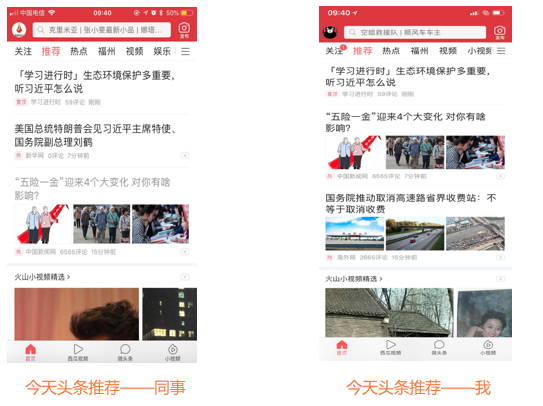 中国电信 09:40 50%
克里米亚 | 张小斐最新小品 | 娜塔... 发布
关注 推荐 热点 福州 视频 娱乐
「学习进行时」生态环境保护多重要，
听习近平怎么说
置顶 学习进行时 59评论 刚刚
美国总统特朗普会见习近平主席特使、
国务院副总理刘鹤
热 新华网 0评论 7分钟前
“五险一金”迎来4个大变化 对你有啥
影响?
热 中国新闻网 6565评论 15分钟前
火山小视频精选 >
首页 西瓜视频 微头条 小视频
今天头条推荐——同事
09:40
空姐救援队 | 顺风车车主 发布
关注 推荐 热点 福州 视频 小视频
「学习进行时」生态环境保护多重要，
听习近平怎么说
置顶 学习进行时 59评论 刚刚
“五险一金”迎来4个大变化 对你有啥
影响?
热 中国新闻网 6565评论 7分钟前
国务院推动取消高速路省界收费站：不
等于取消收费
热 海外网 2665评论 15分钟前
火山小视频精选 >
首页 西瓜视频 微头条 小视频
今天头条推荐——我